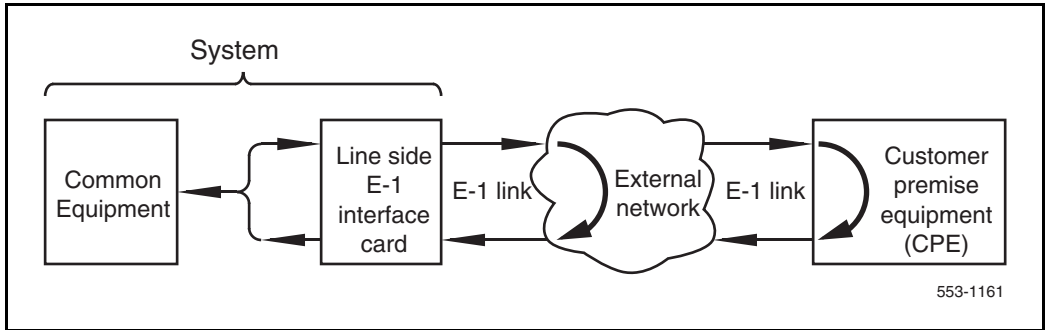 System
Common
Equipment
Line side
E-1
interface
card
E-1 link
External
network
E-1 link
Customer
premise
equipment
(CPE)
553-1161